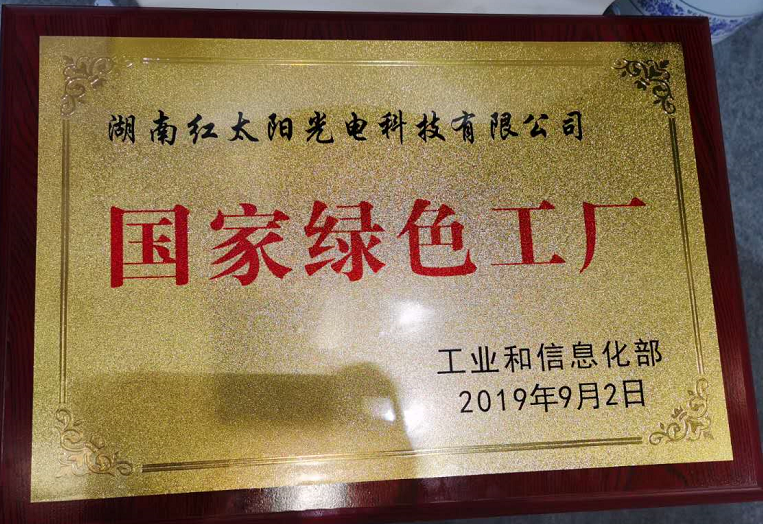 湖南红太阳光电科技有限公司
国家绿色工厂
工业和信息化部
2019年9月2日